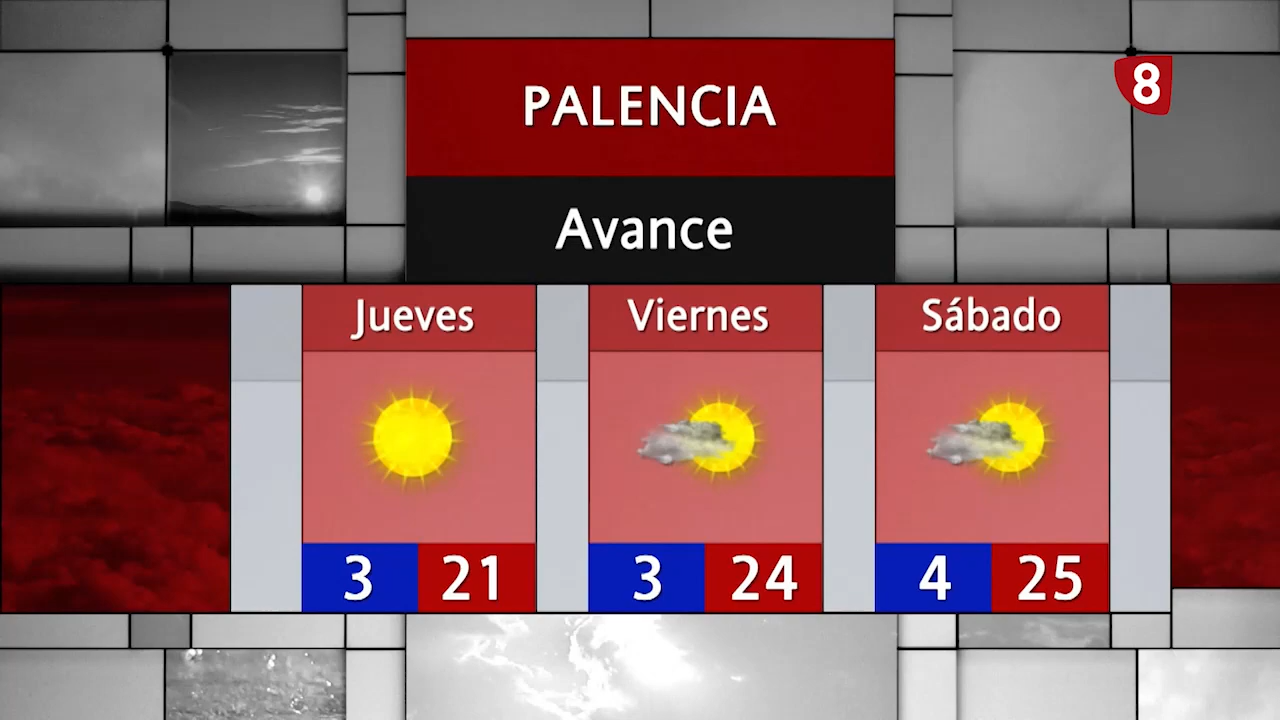 PALENCIA
8
Avance
Jueves
Viernes
Sábado
3 21
3 24
4 25